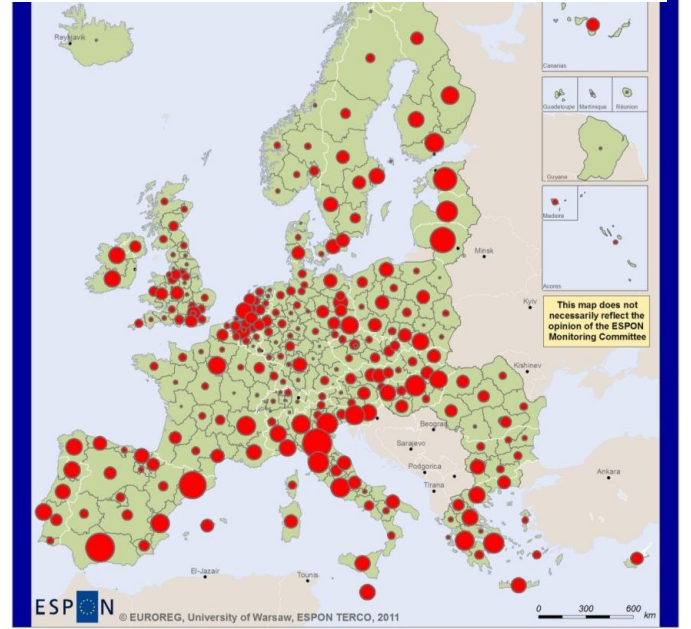 Reykjavik
Canarias
Guadeloupe Martinique Réunion
Guyane
Madeira
Acores
Minsk
Kyiv
This map does not
necessarily reflect the
opinion of the ESPON
Monitoring Committee
Kishinev
Beograd
Sarajevo
Podgorica
Tirana
Ankara
El-Jazair
Tounis
ESPON
© EUROREG, University of Warsaw, ESPON TERCO, 2011
0 300 600
km